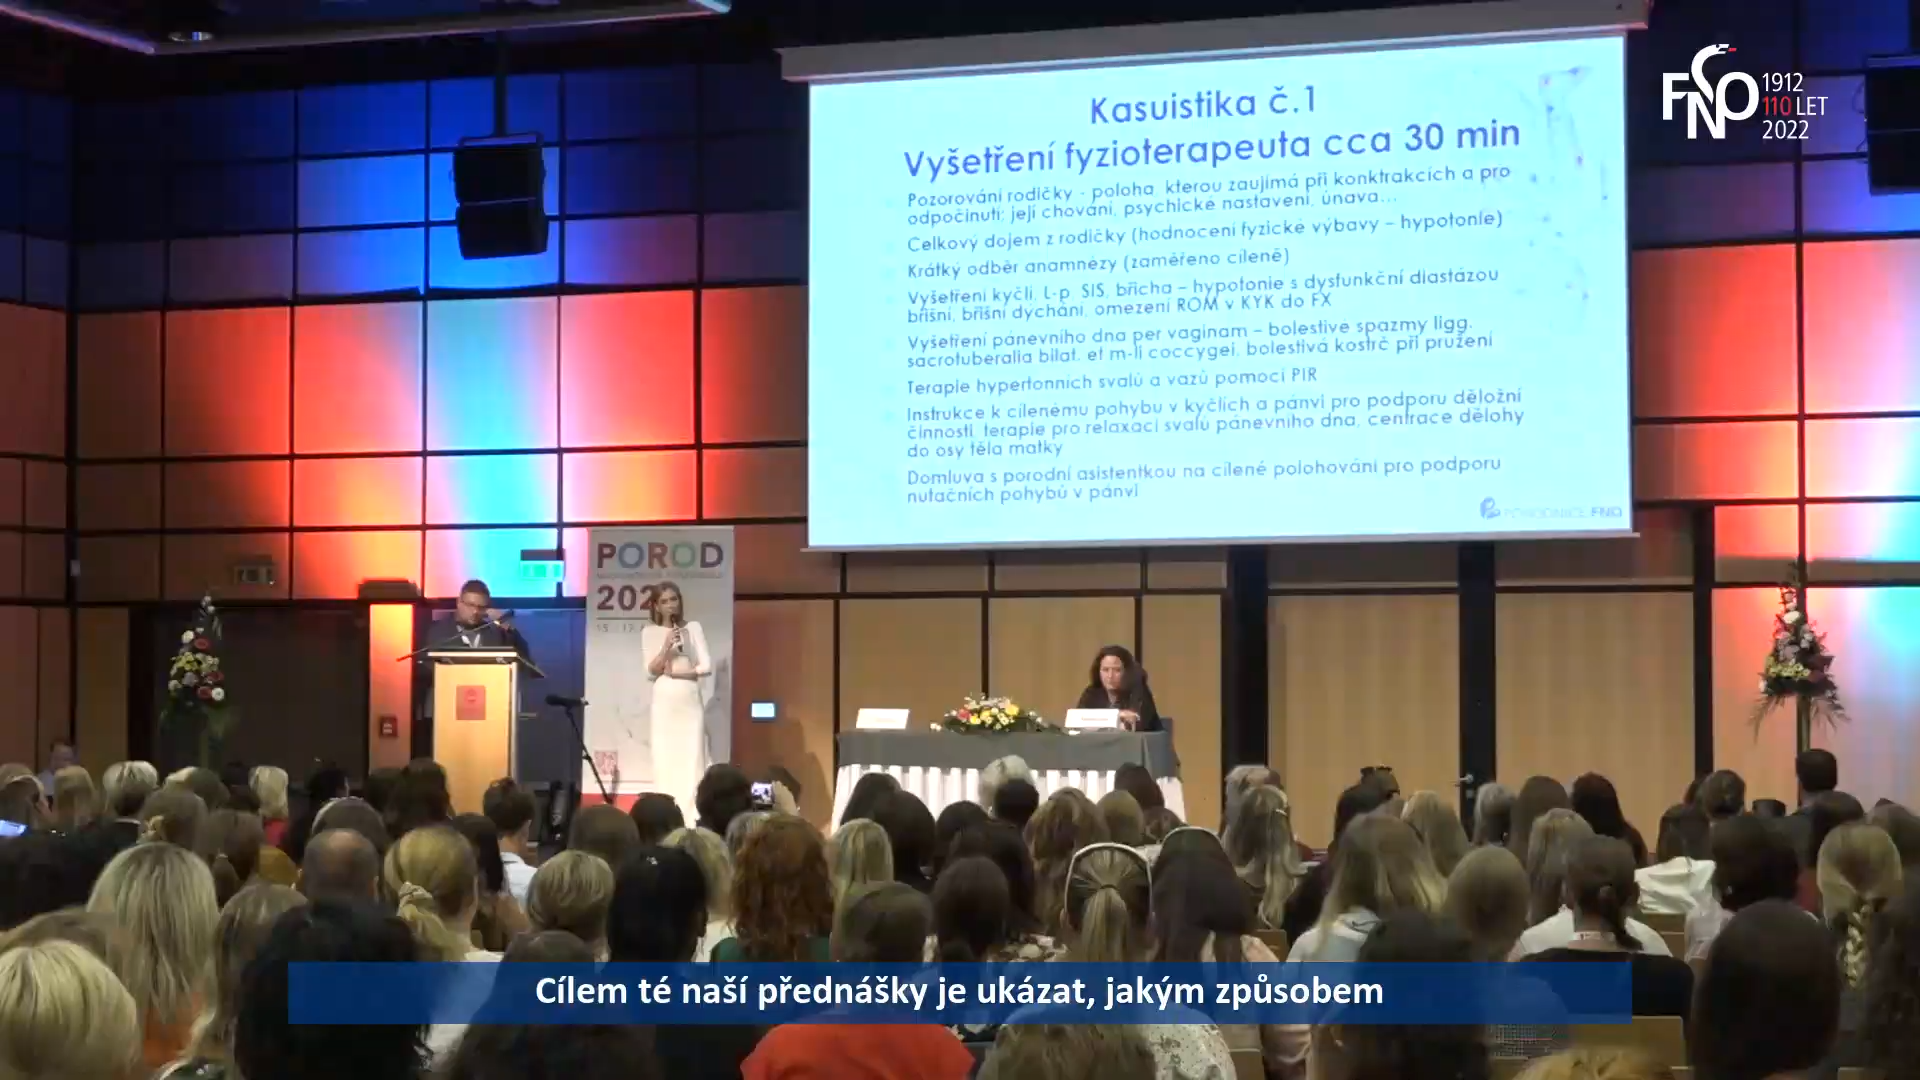 Kasuistika č.1
Vyšetření fyzioterapeuta cca 30 min
Pozorování rodičky - poloha, kterou zaujímá při konktrakcích a pro
odpočinutí; její chování, psychické nastavení, únava...
Celkový dojem z rodičky (hodnocení fyzické výbavy – hypotonie)
Krátký odběr anamnézy (zaměřeno cíleně)
Vyšetření kyčlí, L-p, SIS, břicha – hypotonie s dysfunkční diastázou
břišní, břišní dýchání, omezení ROM v KYK do FX
Vyšetření pánevního dna per vaginam – bolestivé spazmy ligg.
sacrotuberalia bilat. et m-li coccygei, bolestivá kostrč při pružení
Terapie hypertonních svalů a vazů pomocí PIR
Instrukce k cílenému pohybu v kyčlích a pánvi pro podporu děložní
činnosti, terapie pro relaxaci svalů pánevního dna, centrace dělohy
do osy těla matky
Domluva s porodní asistentkou na cílené polohování pro podporu
nutačních pohybů v pánvi
PORODNICE FNO
FNO
1912
110 LET
2022
POROD
202
Cílem té naší přednášky je ukázat, jakým způsobem